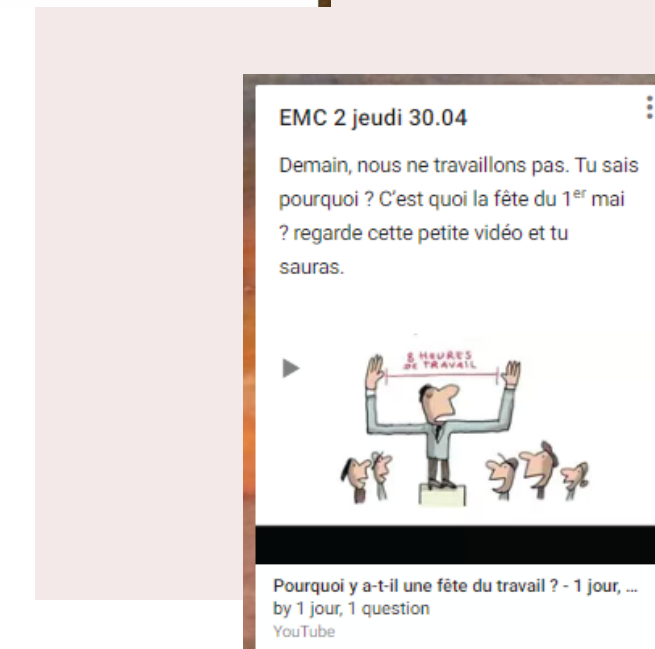 EMC 2 jeudi 30.04
Demain, nous ne travaillons pas. Tu sais
pourquoi ? C'est quoi la fête du 1er mai
? regarde cette petite vidéo et tu
sauras.
8 HEURES
DE TRAVAIL
Pourquoi y a-t-il une fête du travail ? - 1 jour, ...
by 1 jour, 1 question
YouTube